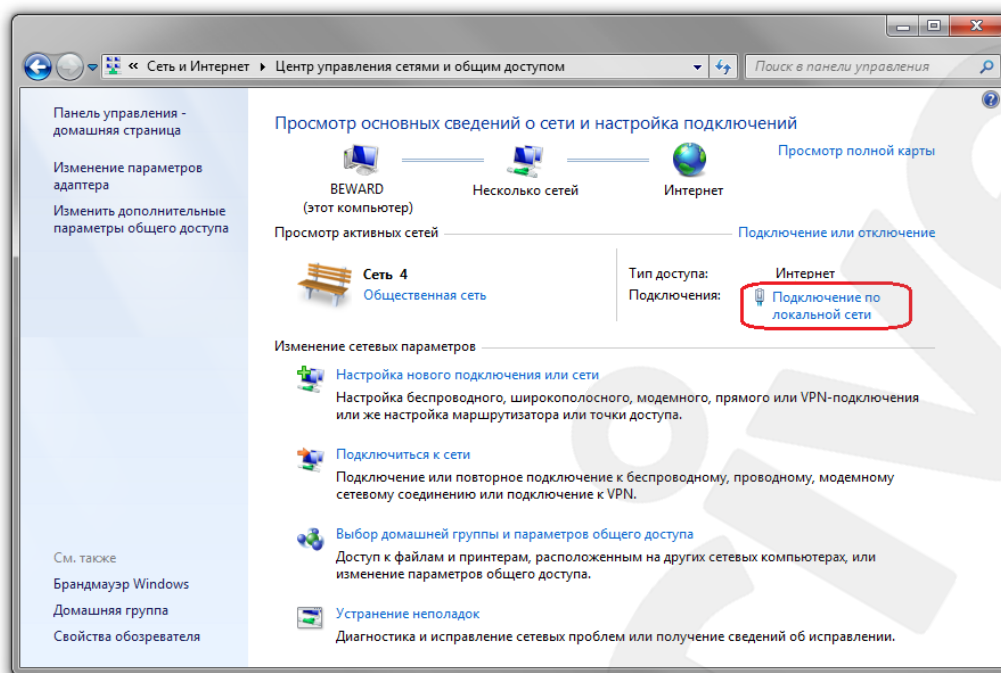 « Сеть и Интернет ▸ Центр управления сетями и общим доступом
Поиск в панели управления
Панель управления -
домашняя страница
Изменение параметров
адаптера
Изменить дополнительные
параметры общего доступа
См. также
Брандмауэр Windows
Домашняя группа
Свойства обозревателя
Просмотр основных сведений о сети и настройка подключений
Просмотр полной карты
BEWARD
(этот компьютер)
Несколько сетей
Интернет
Просмотр активных сетей
Подключение или отключение
Сеть 4
Общественная сеть
Тип доступа: Интернет
Подключения: Подключение по
локальной сети
Изменение сетевых параметров
Настройка нового подключения или сети
Настройка беспроводного, широкополосного, модемного, прямого или VPN-подключения
или же настройка маршрутизатора или точки доступа.
Подключиться к сети
Подключение или повторное подключение к беспроводному, проводному, модемному
сетевому соединению или подключение к VPN.
Выбор домашней группы и параметров общего доступа
Доступ к файлам и принтерам, расположенным на других сетевых компьютерах, или
изменение параметров общего доступа.
Устранение неполадок
Диагностика и исправление сетевых проблем или получение сведений об исправлении.